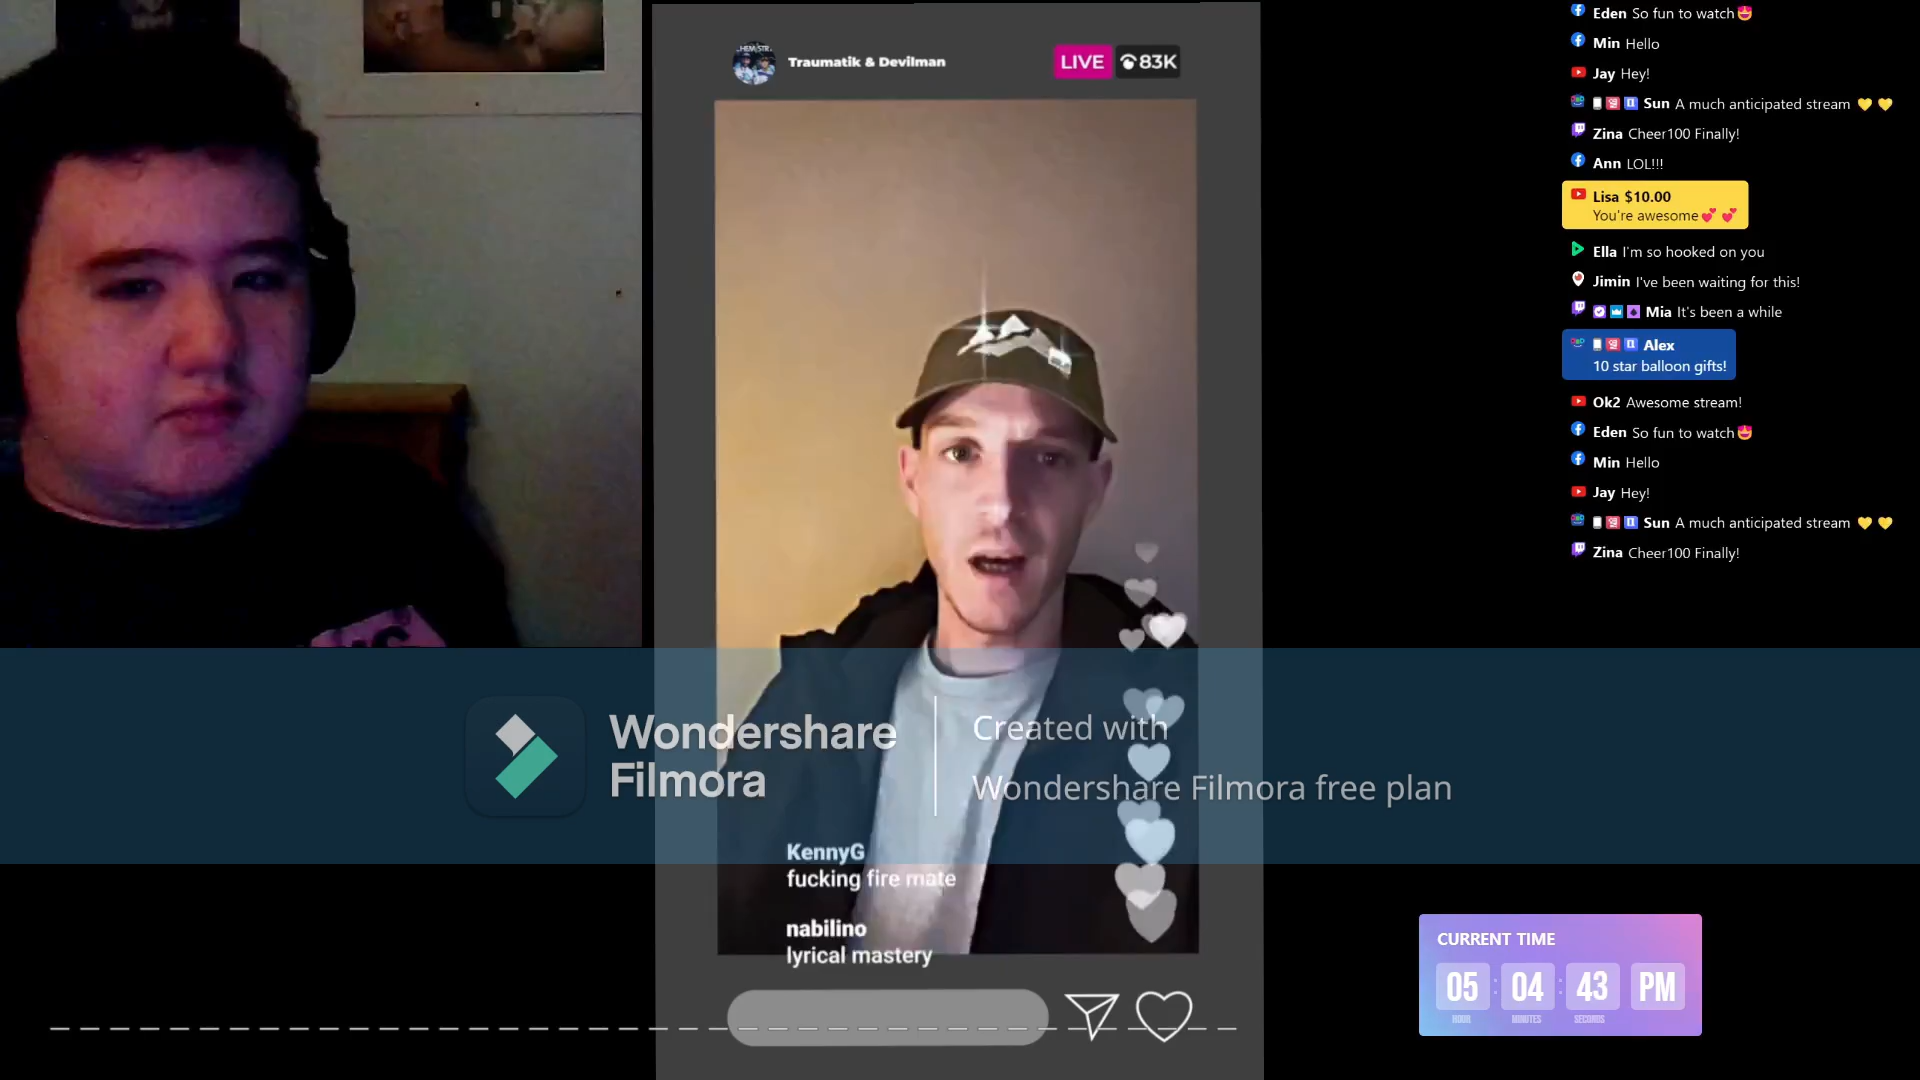 Traumatik & Devilman
LIVE
83K
Wondershare
Filmora
Created with
Wondershare Filmora free plan
KennyG
fucking fire mate
nabilino
lyrical mastery
Eden So fun to watch😍
Min Hello
Jay Hey!
Sun A much anticipated stream 💛 💛
Zina Cheer100 Finally!
Ann LOL!!!
Lisa $10.00
You're awesome💕 💕
Ella I'm so hooked on you
Jimin I've been waiting for this!
Mia It's been a while
Alex
10 star balloon gifts!
Ok2 Awesome stream!
Eden So fun to watch😍
Min Hello
Jay Hey!
Sun A much anticipated stream 💛 💛
Zina Cheer100 Finally!
CURRENT TIME
05 : 04 : 43 PM
HOUR MINUTES SECONDS